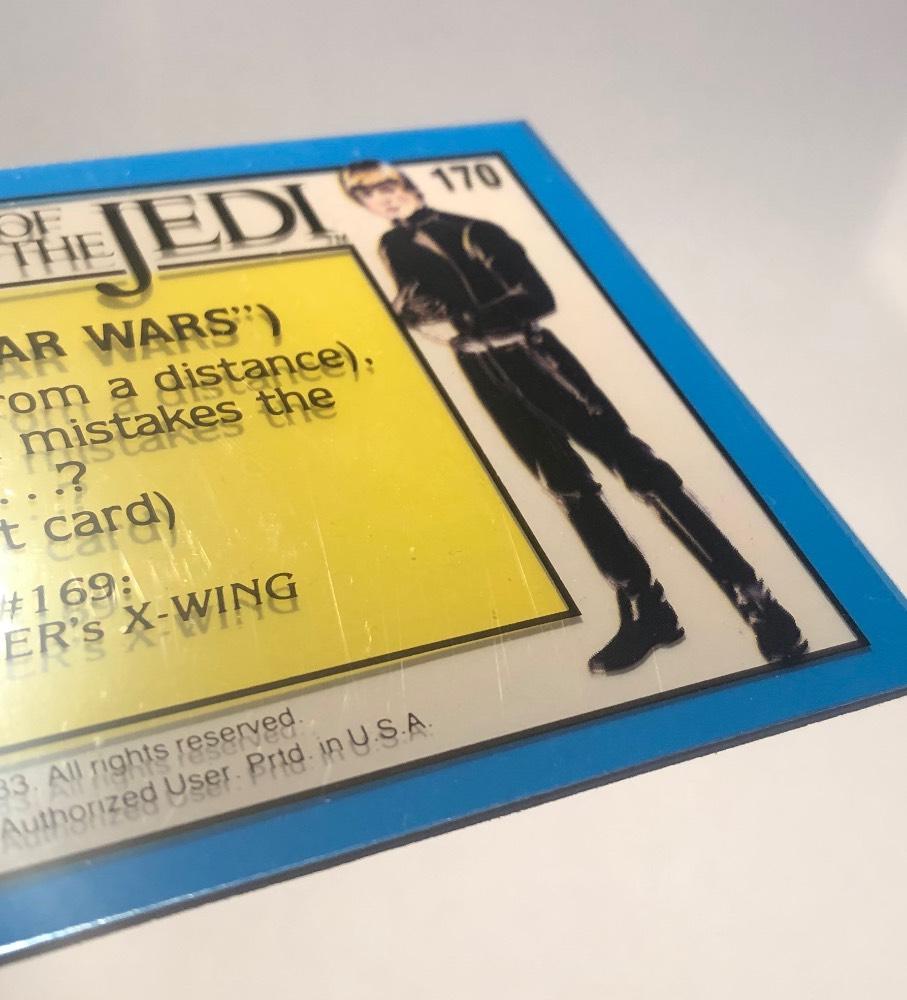 170
OF
THE JEDI™
AR WARS")
rom a distance),
mistakes the
. . .?
t card)
#169:
ER's X-WING
33. All rights reserved.
Authorized User. Prtd. in U.S.A.